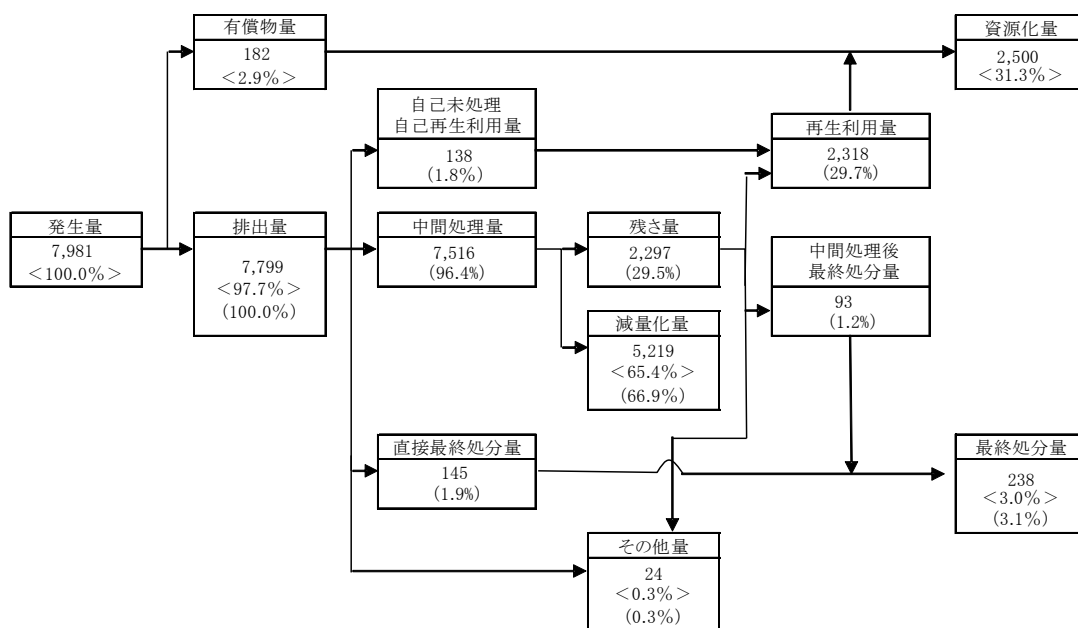 有償物量
182
＜2.9％＞
資源化量
2,500
＜31.3％＞
自己未処理
自己再生利用量
138
(1.8％)
再生利用量
2,318
(29.7％)
発生量
7,981
＜100.0％＞
排出量
7,799
＜97.7％＞
(100.0％)
中間処理量
7,516
(96.4%)
残さ量
2,297
(29.5％)
中間処理後
最終処分量
93
(1.2％)
減量化量
5,219
＜65.4％＞
(66.9％)
直接最終処分量
145
(1.9%)
最終処分量
238
＜3.0％＞
(3.1％)
その他量
24
＜0.3％＞
(0.3％)